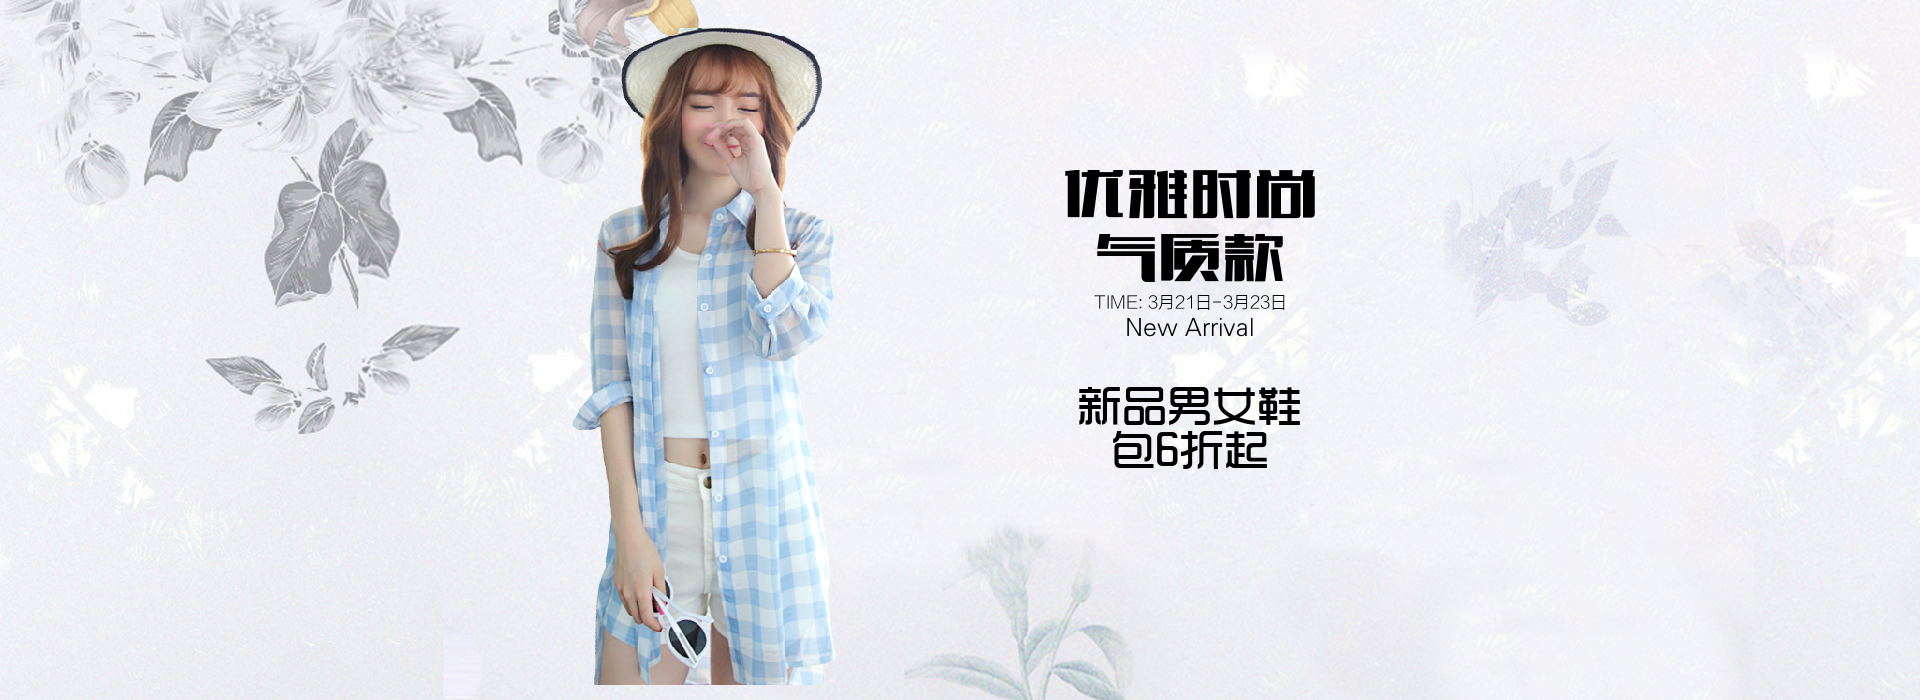 优雅时尚
气质款
TIME: 3月21日-3月23日
New Arrival
新品男女鞋
包6折起